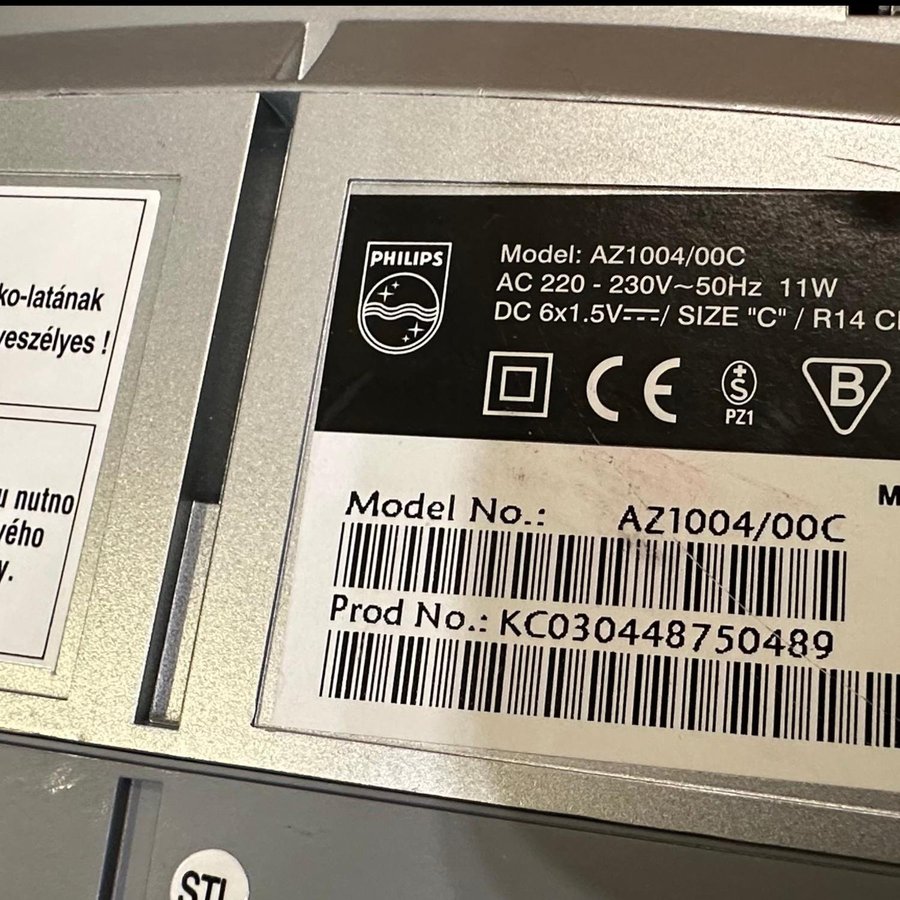 ko-latának
veszélyes !
u nutno
vého
y.
PHILIPS
Model: AZ1004/00C
AC 220 - 230V~50Hz 11W
DC 6x1.5V⎓/ SIZE "C" / R14
S
PZ1
B
Model No.: AZ1004/00C
Prod No.: KC030448750489
STL